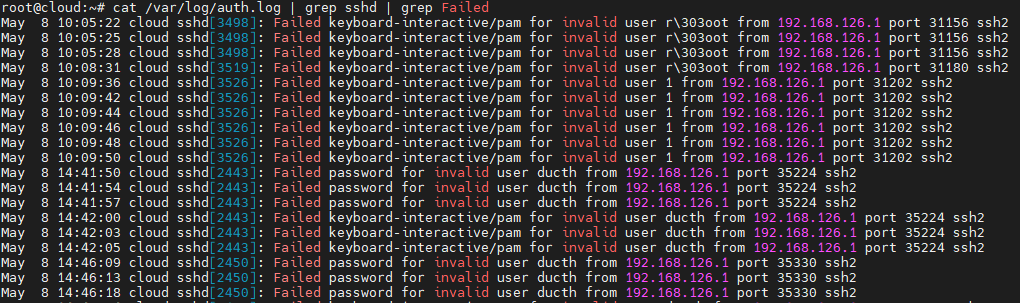 root@cloud:~# cat /var/log/auth.log | grep sshd | grep Failed
May  8 10:05:22 cloud sshd[3498]: Failed keyboard-interactive/pam for invalid user r\303oot from 192.168.126.1 port 31156 ssh2
May  8 10:05:25 cloud sshd[3498]: Failed keyboard-interactive/pam for invalid user r\303oot from 192.168.126.1 port 31156 ssh2
May  8 10:05:28 cloud sshd[3498]: Failed keyboard-interactive/pam for invalid user r\303oot from 192.168.126.1 port 31156 ssh2
May  8 10:08:31 cloud sshd[3519]: Failed keyboard-interactive/pam for invalid user r\303oot from 192.168.126.1 port 31180 ssh2
May  8 10:09:36 cloud sshd[3526]: Failed keyboard-interactive/pam for invalid user 1 from 192.168.126.1 port 31202 ssh2
May  8 10:09:42 cloud sshd[3526]: Failed keyboard-interactive/pam for invalid user 1 from 192.168.126.1 port 31202 ssh2
May  8 10:09:44 cloud sshd[3526]: Failed keyboard-interactive/pam for invalid user 1 from 192.168.126.1 port 31202 ssh2
May  8 10:09:46 cloud sshd[3526]: Failed keyboard-interactive/pam for invalid user 1 from 192.168.126.1 port 31202 ssh2
May  8 10:09:48 cloud sshd[3526]: Failed keyboard-interactive/pam for invalid user 1 from 192.168.126.1 port 31202 ssh2
May  8 10:09:50 cloud sshd[3526]: Failed keyboard-interactive/pam for invalid user 1 from 192.168.126.1 port 31202 ssh2
May  8 14:41:50 cloud sshd[2443]: Failed password for invalid user ducth from 192.168.126.1 port 35224 ssh2
May  8 14:41:54 cloud sshd[2443]: Failed password for invalid user ducth from 192.168.126.1 port 35224 ssh2
May  8 14:41:57 cloud sshd[2443]: Failed password for invalid user ducth from 192.168.126.1 port 35224 ssh2
May  8 14:42:00 cloud sshd[2443]: Failed keyboard-interactive/pam for invalid user ducth from 192.168.126.1 port 35224 ssh2
May  8 14:42:03 cloud sshd[2443]: Failed keyboard-interactive/pam for invalid user ducth from 192.168.126.1 port 35224 ssh2
May  8 14:42:05 cloud sshd[2443]: Failed keyboard-interactive/pam for invalid user ducth from 192.168.126.1 port 35224 ssh2
May  8 14:46:09 cloud sshd[2450]: Failed password for invalid user ducth from 192.168.126.1 port 35330 ssh2
May  8 14:46:13 cloud sshd[2450]: Failed password for invalid user ducth from 192.168.126.1 port 35330 ssh2
May  8 14:46:18 cloud sshd[2450]: Failed password for invalid user ducth from 192.168.126.1 port 35330 ssh2